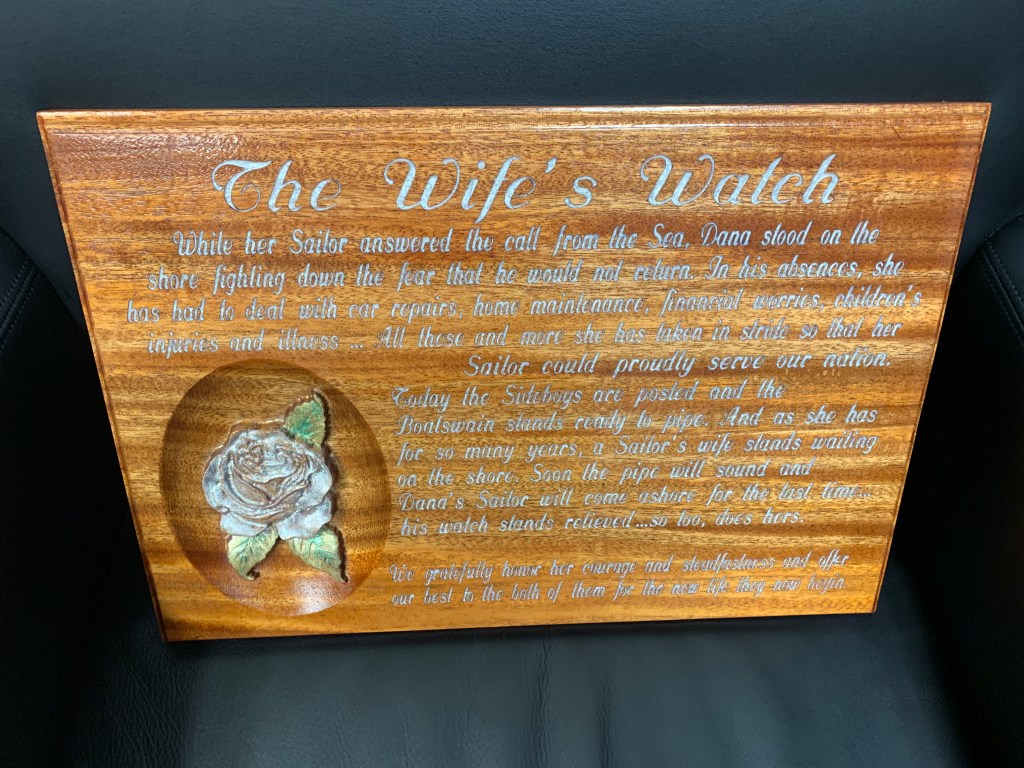 The Wife's Watch
While her Sailor answered the call from the Sea, Dana stood on the
shore fighting down the fear that he would not return. In his absences, she
has had to deal with car repairs, home maintenance, financial worries, children's
injuries and illness ... All these and more she has taken in stride so that her
Sailor could proudly serve our nation.
Today the Sideboys are posted and the
Boatswain stands ready to pipe. And as she has
for so many years, a Sailor's wife stands waiting
on the shore. Soon the pipe will sound and
Dana's Sailor will come ashore for the last time...
his watch stands relieved....so too, does hers.
We gratefully honor her courage and steadfastness and offer
our best to the both of them for the new life they now begin.